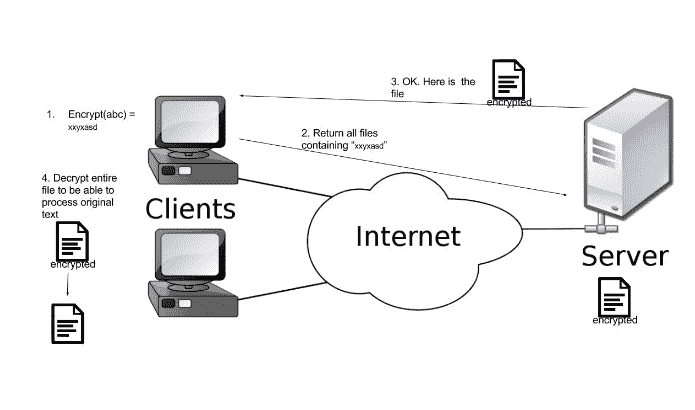 3. OK. Here is the
file
encrypted
1. Encrypt(abc) =
xxyxasd
2. Return all files
containing "xxyxasd"
4. Decrypt entire
file to be able to
process original
text
Clients
Internet
encrypted
Server
encrypted